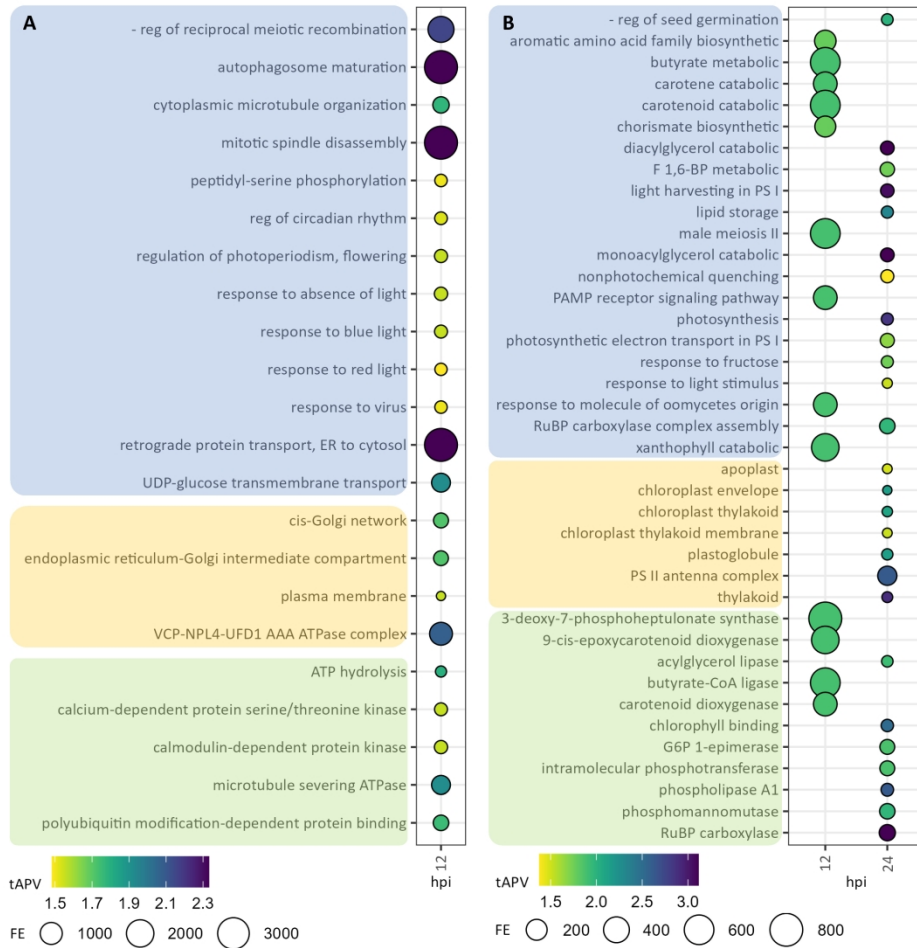 A
- reg of reciprocal meiotic recombination
autophagosome maturation
cytoplasmic microtubule organization
mitotic spindle disassembly
peptidyl-serine phosphorylation
reg of circadian rhythm
regulation of photoperiodism, flowering
response to absence of light
response to blue light
response to red light
response to virus
retrograde protein transport, ER to cytosol
UDP-glucose transmembrane transport
cis-Golgi network
endoplasmic reticulum-Golgi intermediate compartment
plasma membrane
VCP-NPL4-UFD1 AAA ATPase complex
ATP hydrolysis
calcium-dependent protein serine/threonine kinase
calmodulin-dependent protein kinase
microtubule severing ATPase
polyubiquitin modification-dependent protein binding
12
hpi
tAPV
1.5 1.7 1.9 2.1 2.3
FE 1000 2000 3000
B
- reg of seed germination
aromatic amino acid family biosynthetic
butyrate metabolic
carotene catabolic
carotenoid catabolic
chorismate biosynthetic
diacylglycerol catabolic
F 1,6-BP metabolic
light harvesting in PS I
lipid storage
male meiosis II
monoacylglycerol catabolic
nonphotochemical quenching
PAMP receptor signaling pathway
photosynthesis
photosynthetic electron transport in PS I
response to fructose
response to light stimulus
response to molecule of oomycetes origin
RuBP carboxylase complex assembly
xanthophyll catabolic
apoplast
chloroplast envelope
chloroplast thylakoid
chloroplast thylakoid membrane
plastoglobule
PS II antenna complex
thylakoid
3-deoxy-7-phosphoheptulonate synthase
9-cis-epoxycarotenoid dioxygenase
acylglycerol lipase
butyrate-CoA ligase
carotenoid dioxygenase
chlorophyll binding
G6P 1-epimerase
intramolecular phosphotransferase
phospholipase A1
phosphomannomutase
RuBP carboxylase
12 24
hpi
tAPV
1.5 2.0 2.5 3.0
FE 200 400 600 800